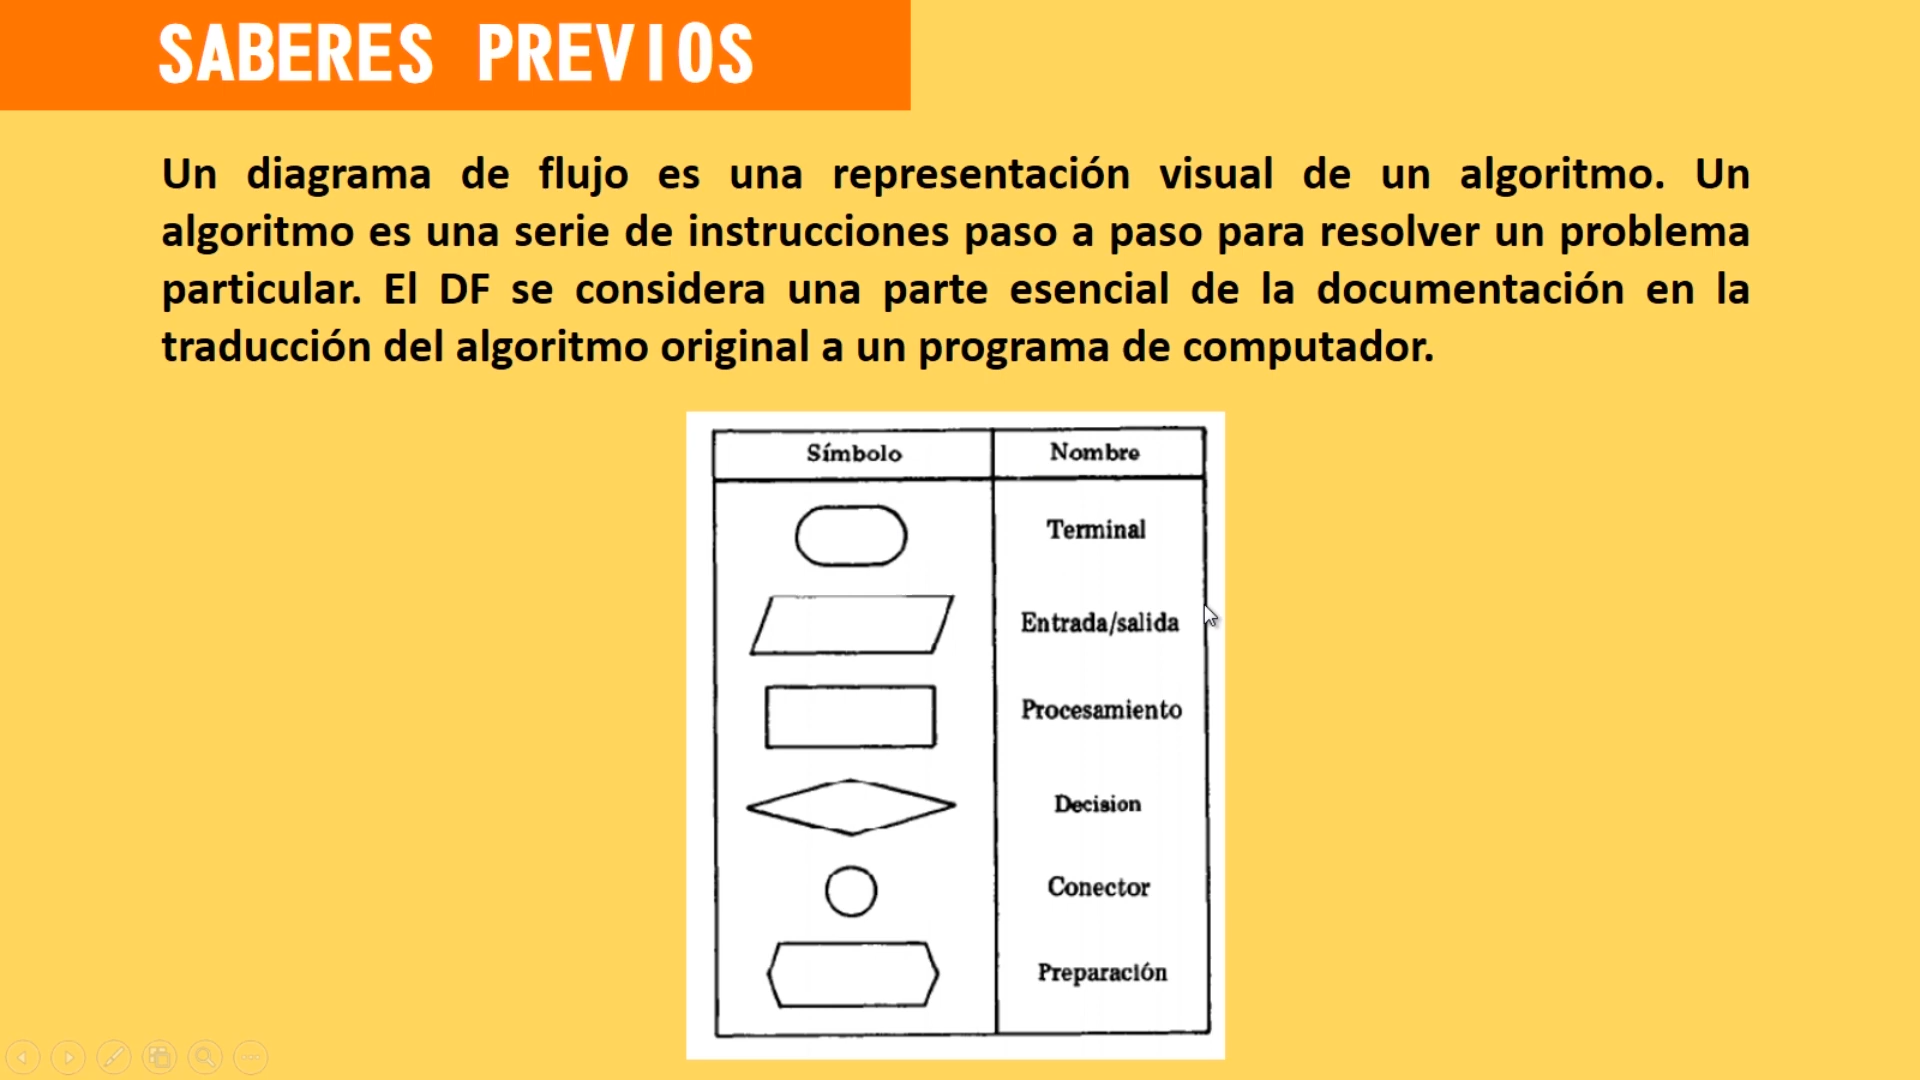 SABERES PREVIOS
Un diagrama de flujo es una representación visual de un algoritmo. Un
algoritmo es una serie de instrucciones paso a paso para resolver un problema
particular. El DF se considera una parte esencial de la documentación en la
traducción del algoritmo original a un programa de computador.
Símbolo Nombre
Terminal
Entrada/salida
Procesamiento
Decision
Conector
Preparación